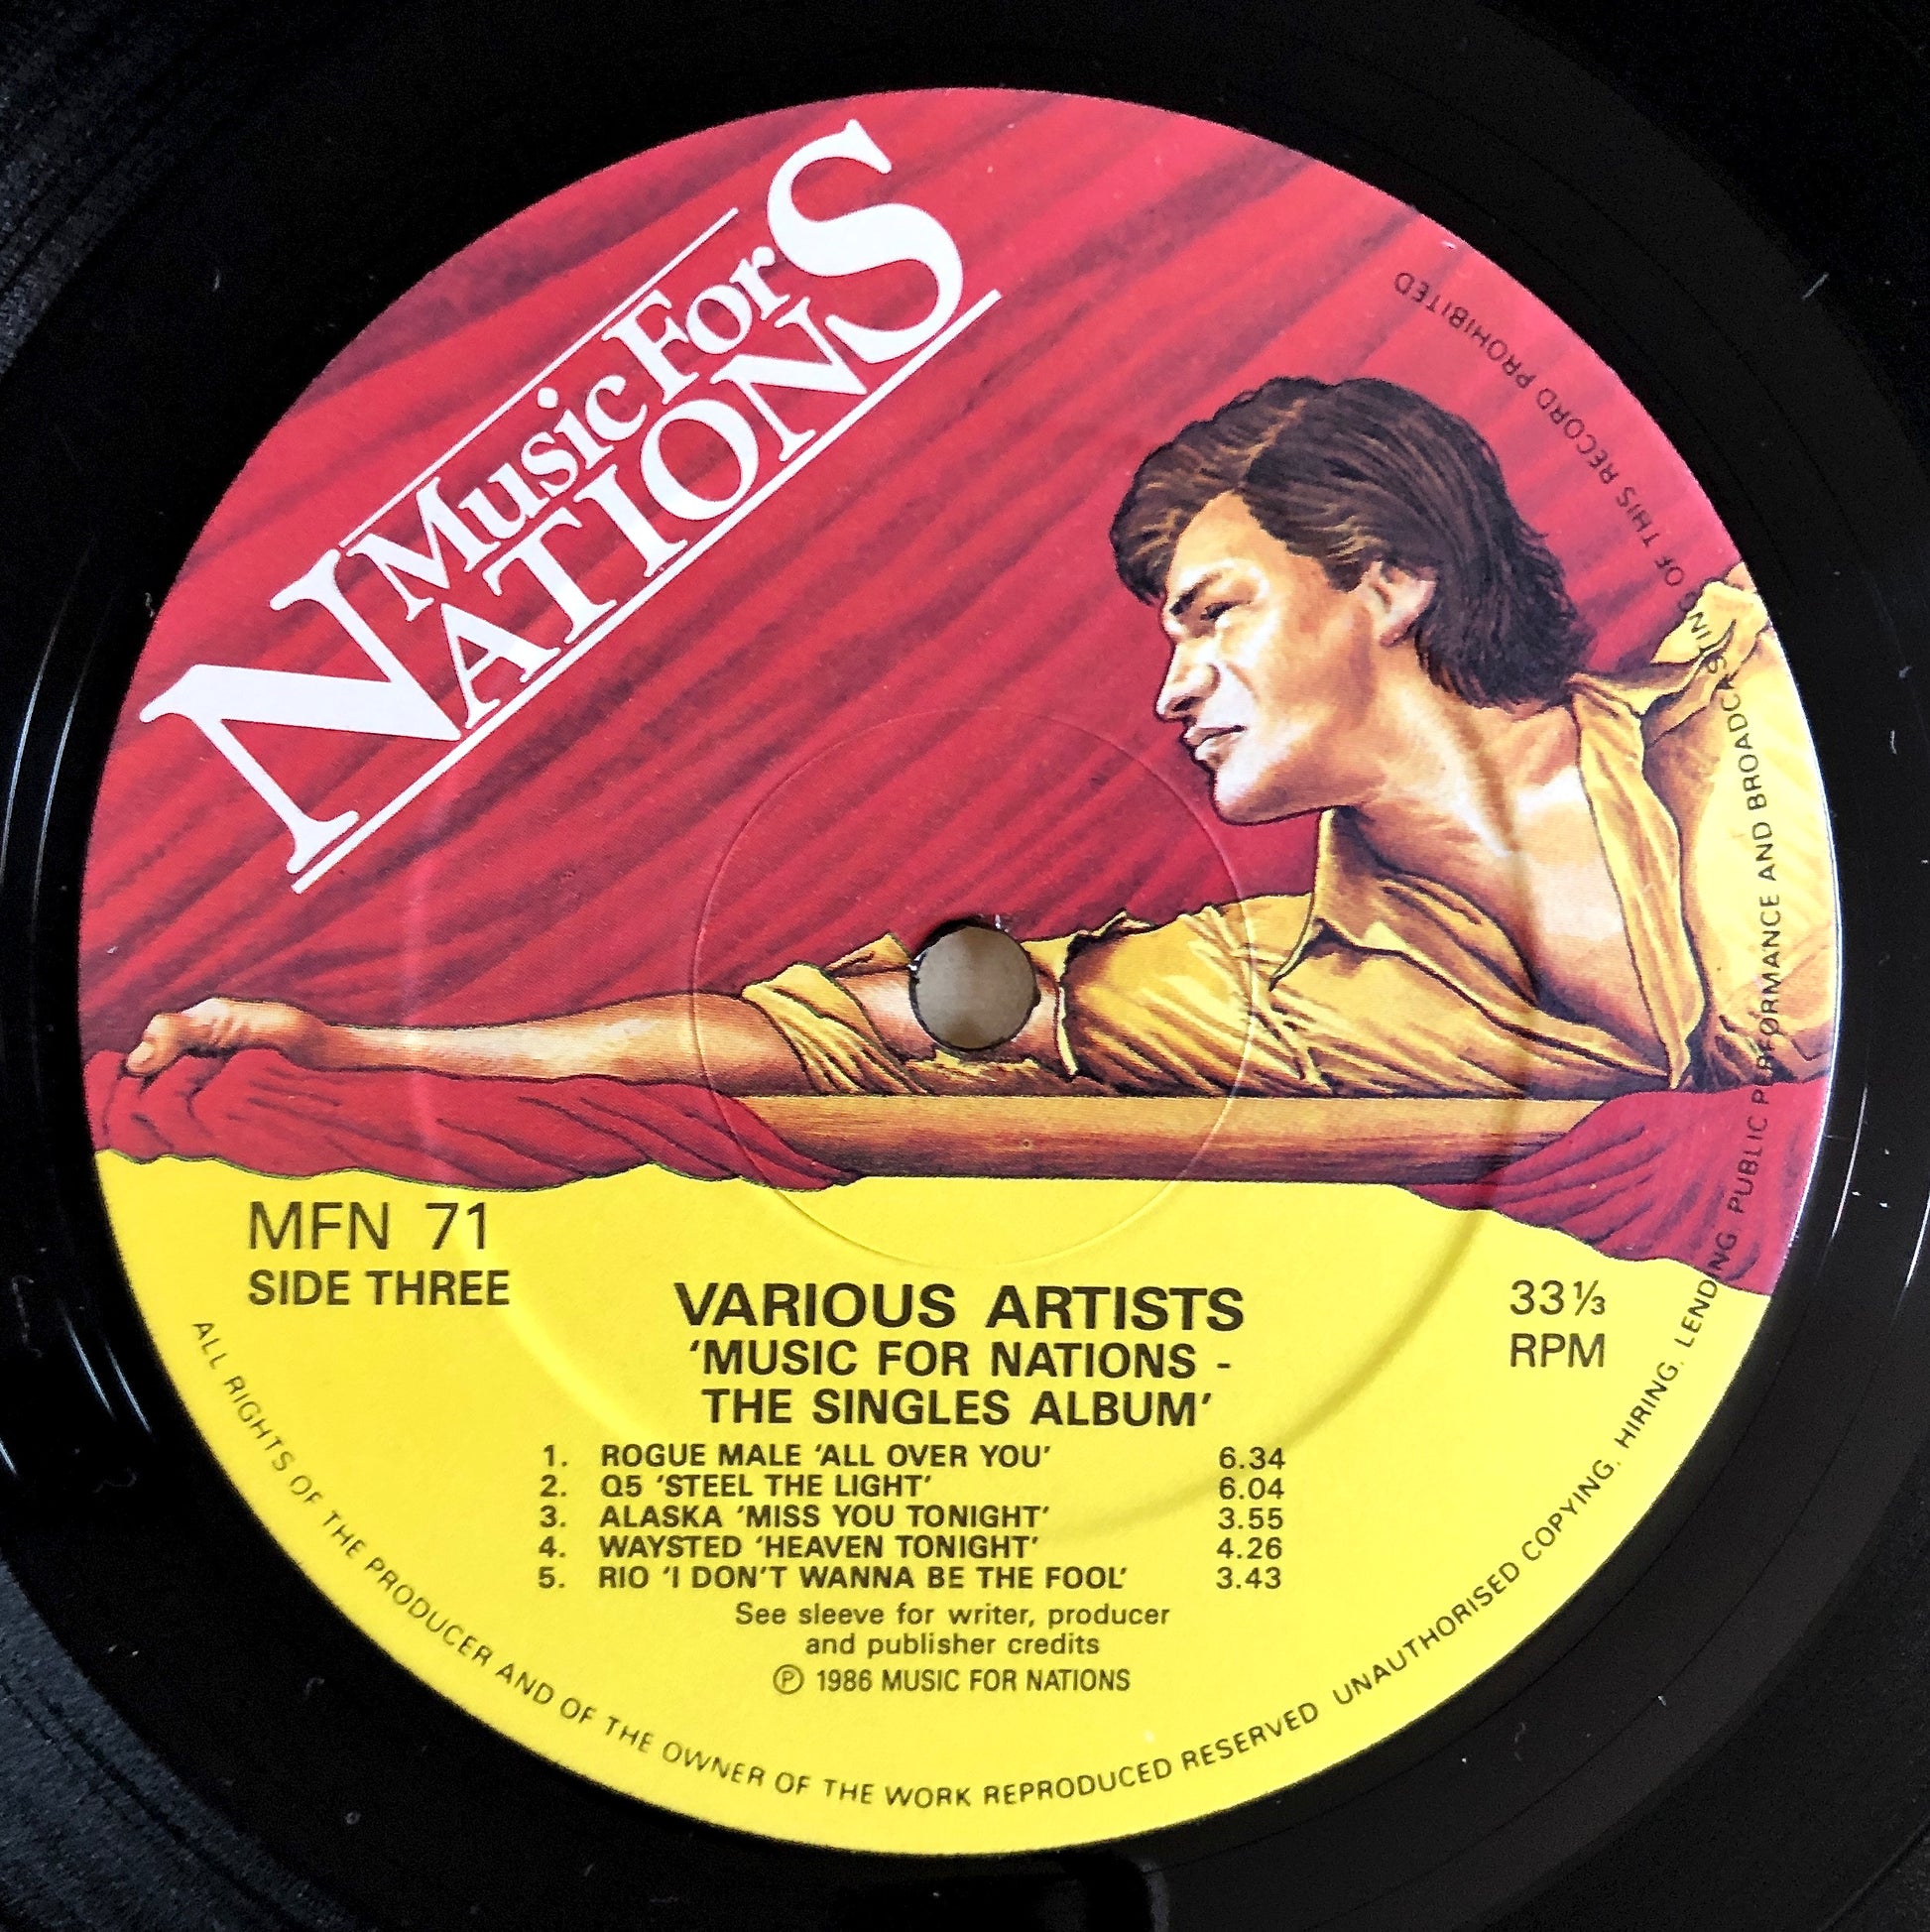 Music For
NATIONS
MFN 71
SIDE THREE
33⅓
RPM
VARIOUS ARTISTS
‘MUSIC FOR NATIONS -
THE SINGLES ALBUM’
1. ROGUE MALE ‘ALL OVER YOU’ 6.34
2. Q5 ‘STEEL THE LIGHT’ 6.04
3. ALASKA ‘MISS YOU TONIGHT’ 3.55
4. WAYSTED ‘HEAVEN TONIGHT’ 4.26
5. RIO ‘I DON'T WANNA BE THE FOOL’ 3.43
See sleeve for writer, producer
and publisher credits
Ⓟ 1986 MUSIC FOR NATIONS
ALL RIGHTS OF THE PRODUCER AND OF THE OWNER OF THE WORK REPRODUCED RESERVED UNAUTHORISED COPYING. HIRING. LENDING PUBLIC PERFORMANCE AND BROADCASTING OF THIS RECORD PROHIBITED